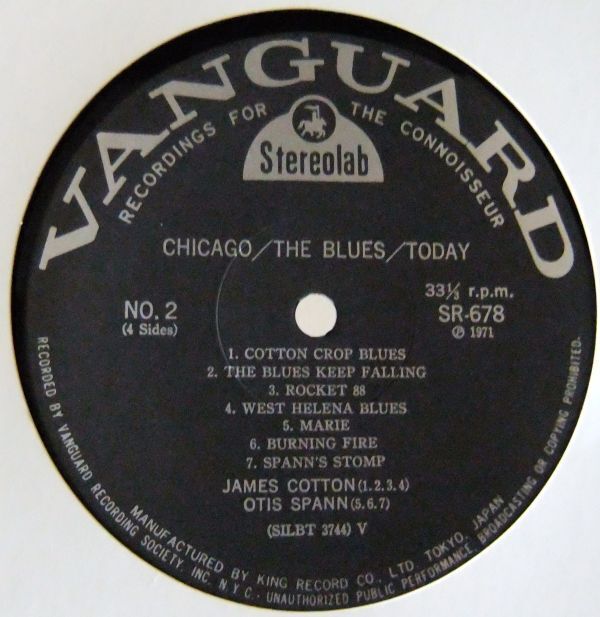 VANGUARD
RECORDINGS FOR THE CONNOISSEUR
Stereolab
CHICAGO/THE BLUES/TODAY
NO. 2
(4 Sides)
33⅓ r.p.m.
SR-678
Ⓟ 1971
1. COTTON CROP BLUES
2. THE BLUES KEEP FALLING
3. ROCKET 88
4. WEST HELENA BLUES
5. MARIE
6. BURNING FIRE
7. SPANN'S STOMP
JAMES COTTON(1.2.3.4)
OTIS SPANN(5.6.7)
(SILBT 3744) V
MANUFACTURED BY KING RECORD CO., LTD. TOKYO, JAPAN
RECORDED BY VANGUARD RECORDING SOCIETY, INC. N.Y.C. · UNAUTHORIZED PUBLIC PERFORMANCE, BROADCASTING OR COPYING PROHIBITED.